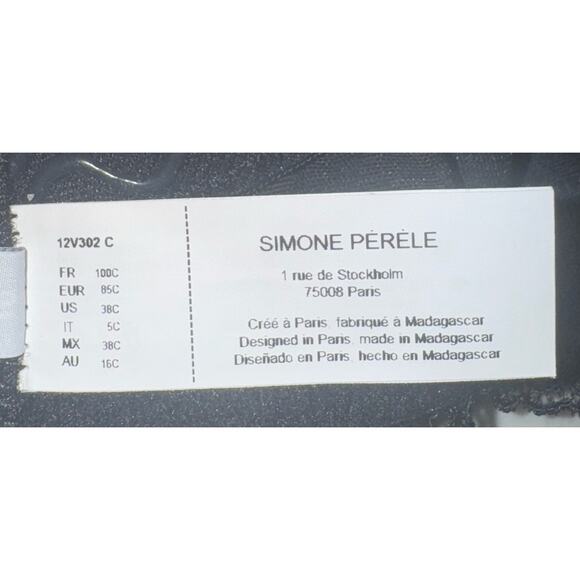 12V302 C
FR 100C
EUR 85C
US 38C
IT 5C
MX 38C
AU 16C
SIMONE PÉRÈLE
1 rue de Stockholm
75008 Paris
Créé à Paris, fabriqué à Madagascar
Designed in Paris, made in Madagascar
Diseñado en Paris, hecho en Madagascar